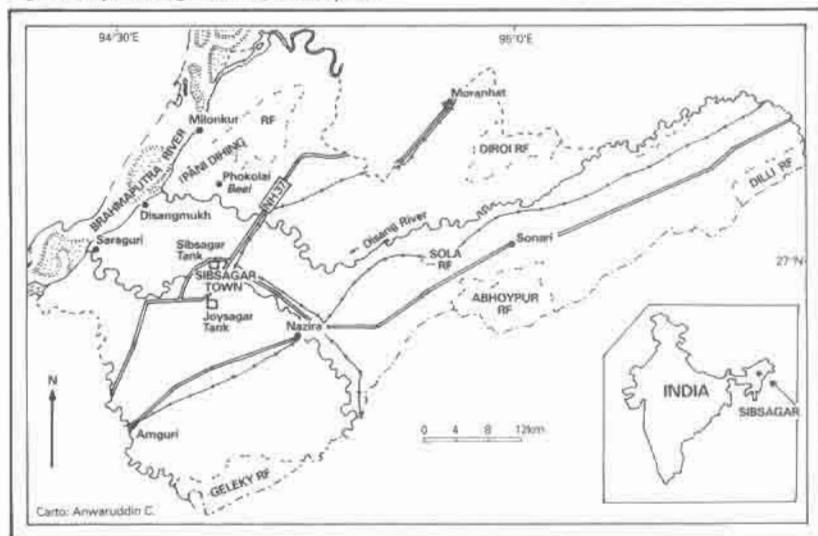 94°30'E
95°0'E
Moranhat
Milonkur
RF
PANI DIHING
DIROI RF
BRAHMAPUTRA RIVER
Phokolai
Beel
NH 37
DILLI RF
Disangmukh
Disang River
Saraguri
Sibsagar
Tank
SOLA
RF
Sonari
27°N
SIBSAGAR
TOWN
ABHOYPUR
RF
Joysagar
Tank
Nazira
INDIA
N
SIBSAGAR
Amguri
0 4 8 12km
GELEKY RF
Carto: Anwaruddin C.